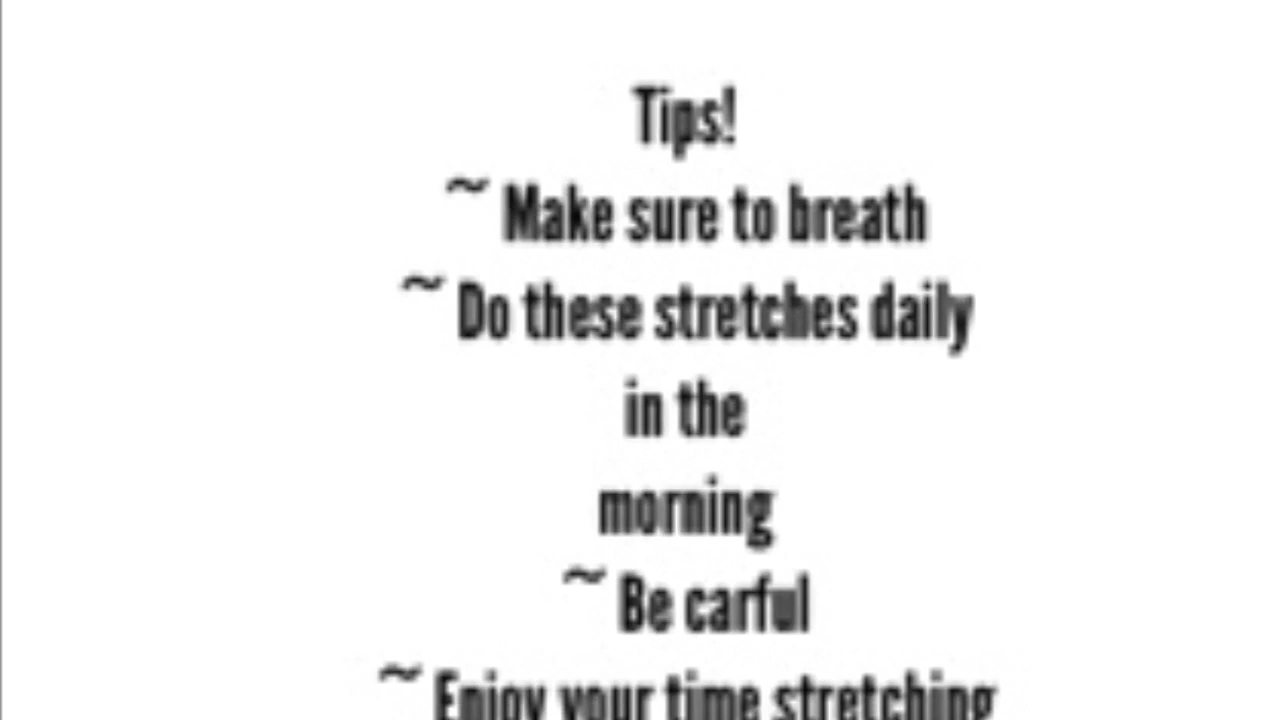 Tips!
~ Make sure to breath
~ Do these stretches daily
in the
morning
~ Be carful
~ Enjoy your time stretching